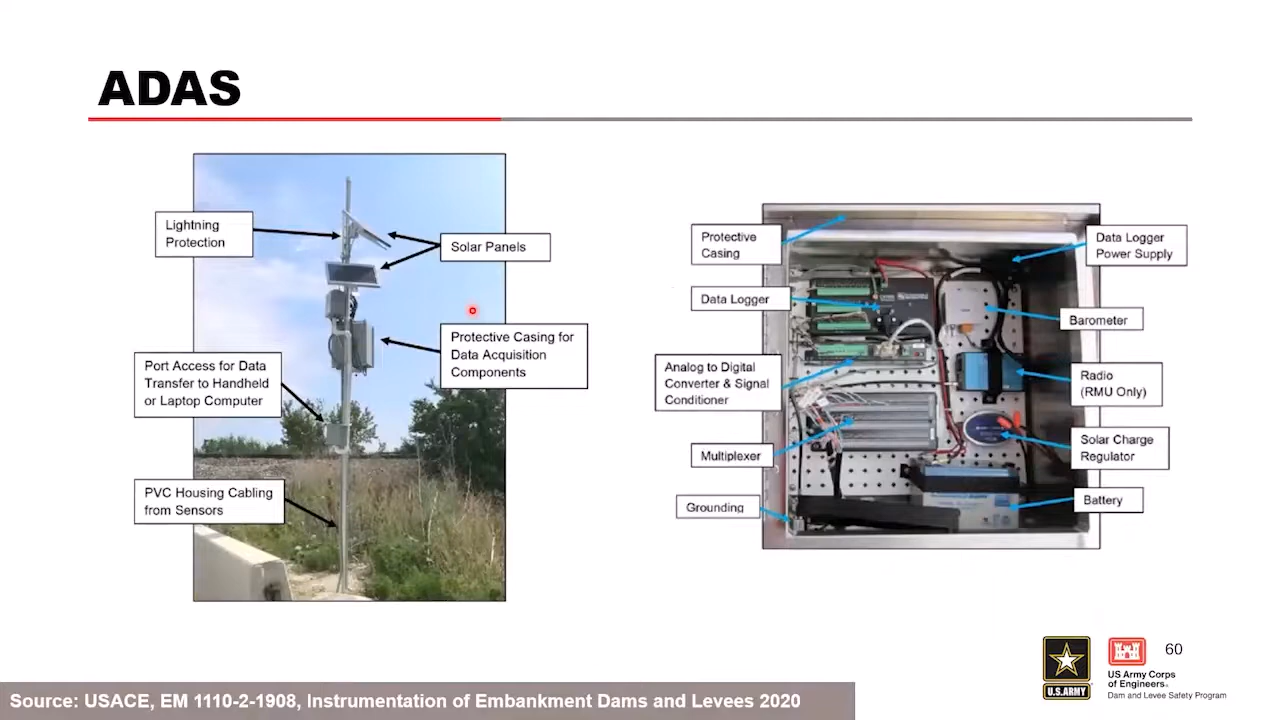 ADAS
Lightning
Protection
Solar Panels
Protective Casing for
Data Acquisition
Components
Port Access for Data
Transfer to Handheld
or Laptop Computer
PVC Housing Cabling
from Sensors
Protective
Casing
Data Logger
Analog to Digital
Converter & Signal
Conditioner
Multiplexer
Grounding
Data Logger
Power Supply
Barometer
Radio
(RMU Only)
Solar Charge
Regulator
Battery
U.S.ARMY
US Army Corps
of Engineers®
Dam and Levee Safety Program
60
Source: USACE, EM 1110-2-1908, Instrumentation of Embankment Dams and Levees 2020